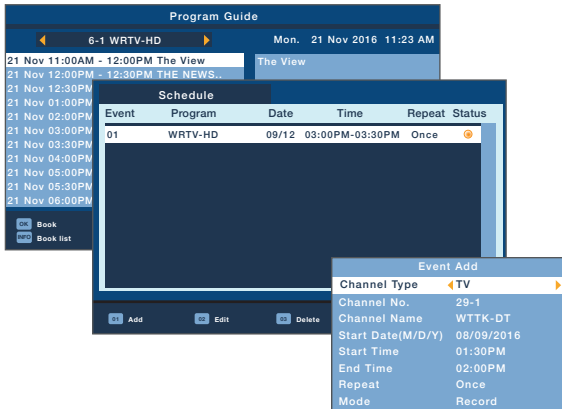 Program Guide
6-1 WRTV-HD
Mon. 21 Nov 2016 11:23 AM
21 Nov 11:00AM - 12:00PM The View
The View
21 Nov 12:00PM - 12:30PM THE NEWS..
21 Nov 12:30PM
21 Nov 01:00PM
21 Nov 02:00PM
21 Nov 03:00PM
21 Nov 03:30PM
21 Nov 04:00PM
21 Nov 05:00PM
21 Nov 05:30PM
21 Nov 06:00PM
OK Book
INFO Book list
Schedule
Event Program Date Time Repeat Status
01 WRTV-HD 09/12 03:00PM-03:30PM Once
01 Add 02 Edit 03 Delete
Event Add
Channel Type TV
Channel No. 29-1
Channel Name WTTK-DT
Start Date(M/D/Y) 08/09/2016
Start Time 01:30PM
End Time 02:00PM
Repeat Once
Mode Record